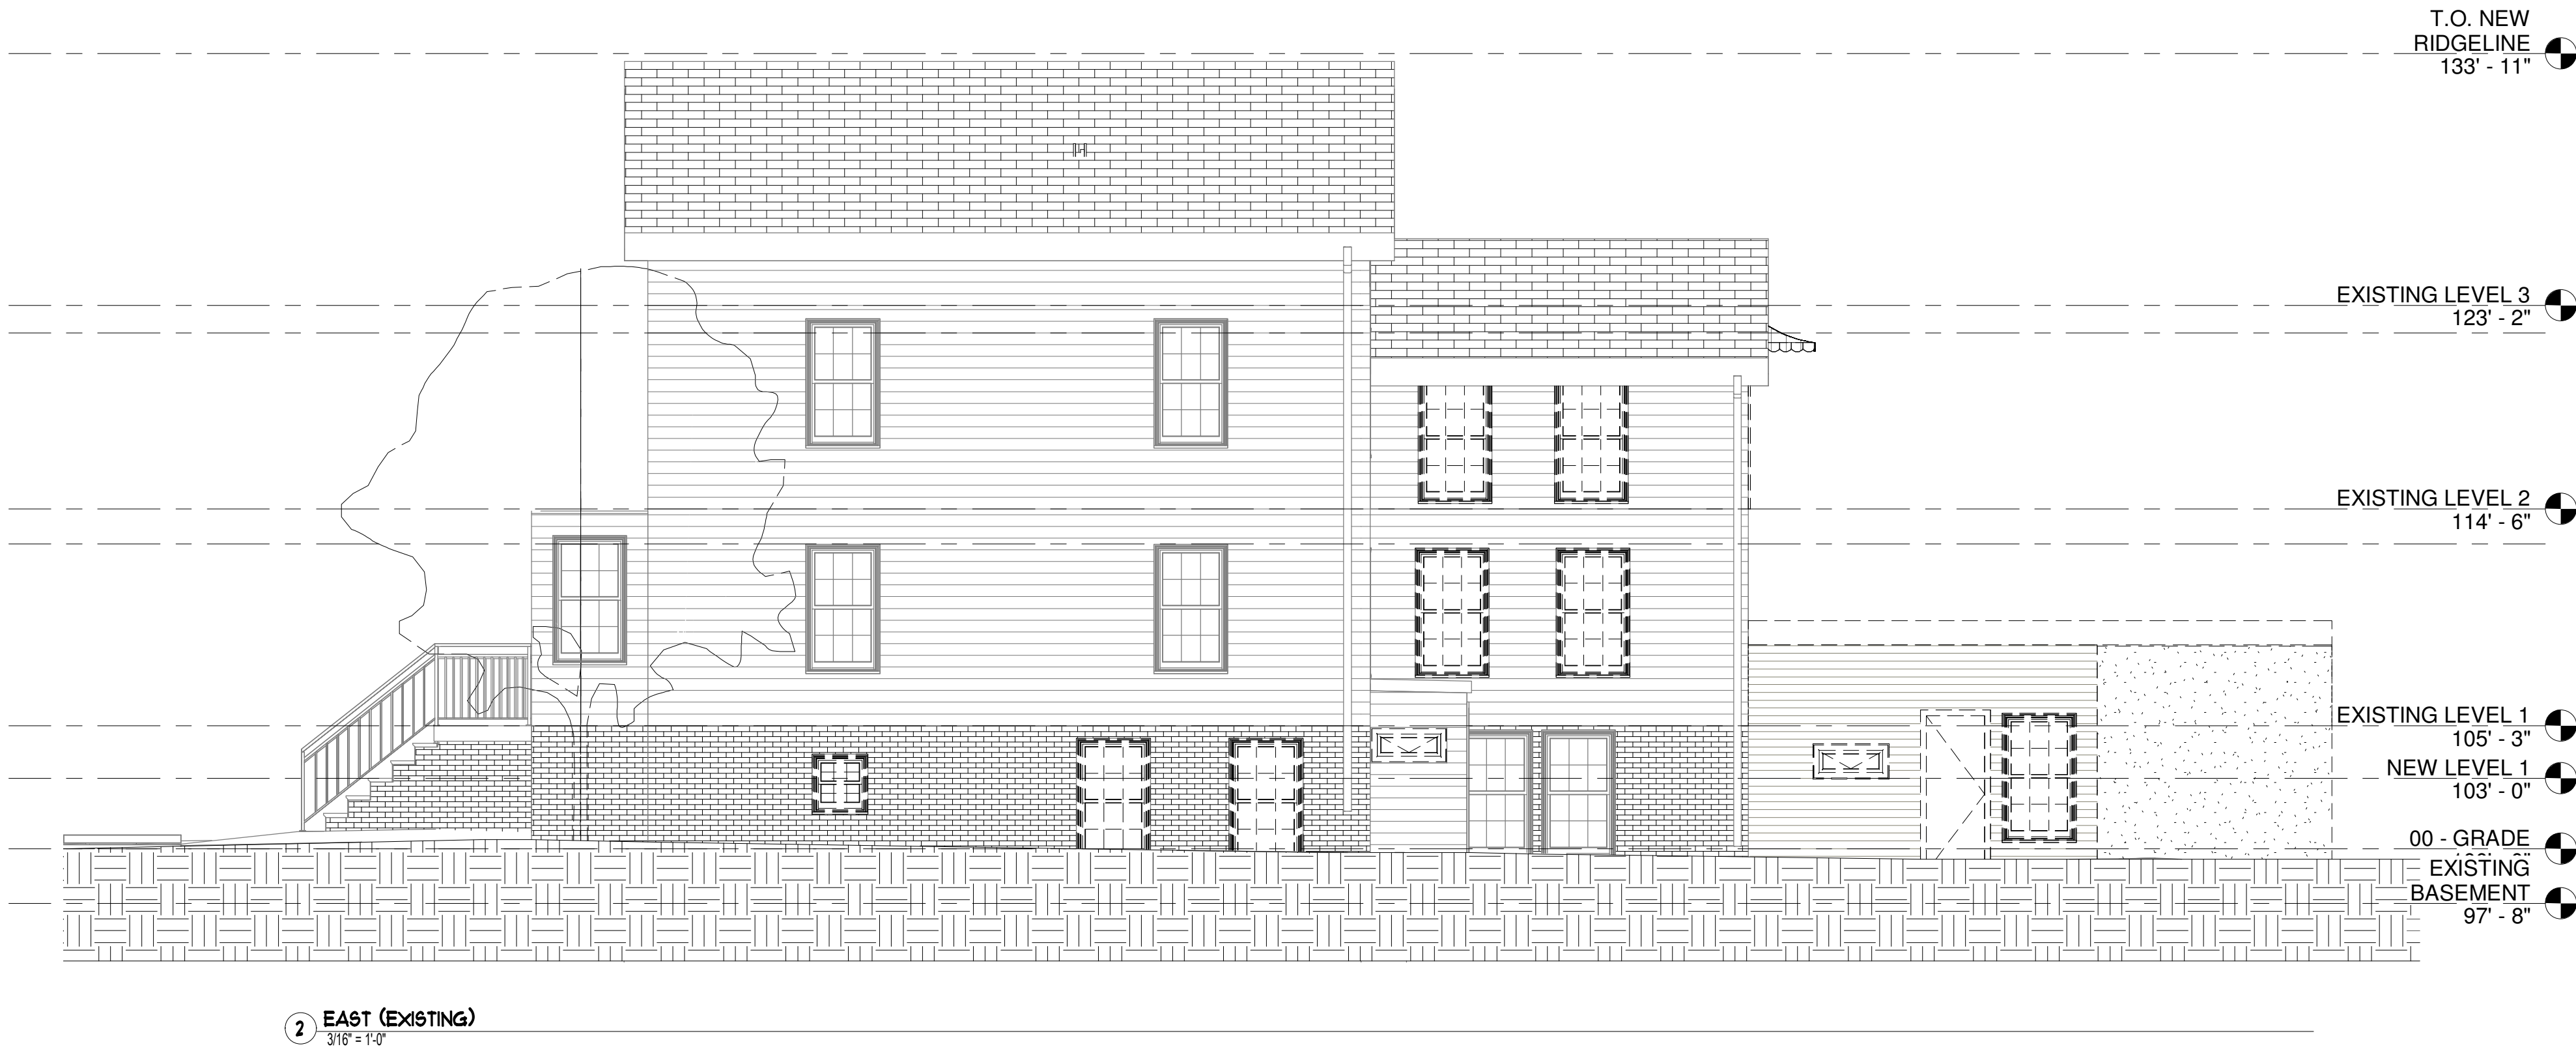 T.O. NEW
RIDGELINE
133' - 11"
EXISTING LEVEL 3
123' - 2"
EXISTING LEVEL 2
114' - 6"
EXISTING LEVEL 1
105' - 3"
NEW LEVEL 1
103' - 0"
00 - GRADE
EXISTING
BASEMENT
97' - 8"
2 EAST (EXISTING)
3/16" = 1'-0"